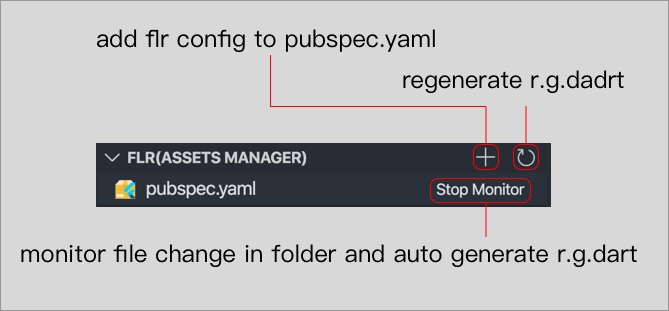 add flr config to pubspec.yaml
regenerate r.g.dadrt
FLR(ASSETS MANAGER)
pubspec.yaml
Stop Monitor
monitor file change in folder and auto generate r.g.dart